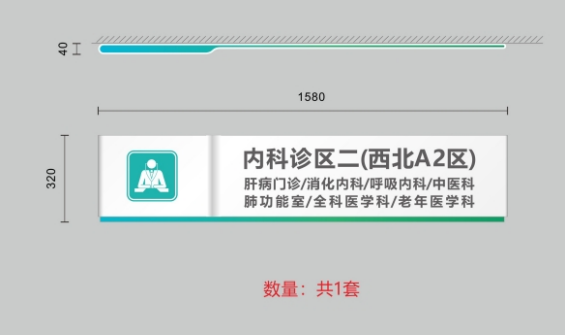 40
1580
320
内科诊区二(西北A2区)
肝病门诊/消化内科/呼吸内科/中医科
肺功能室/全科医学科/老年医学科
数量：共1套